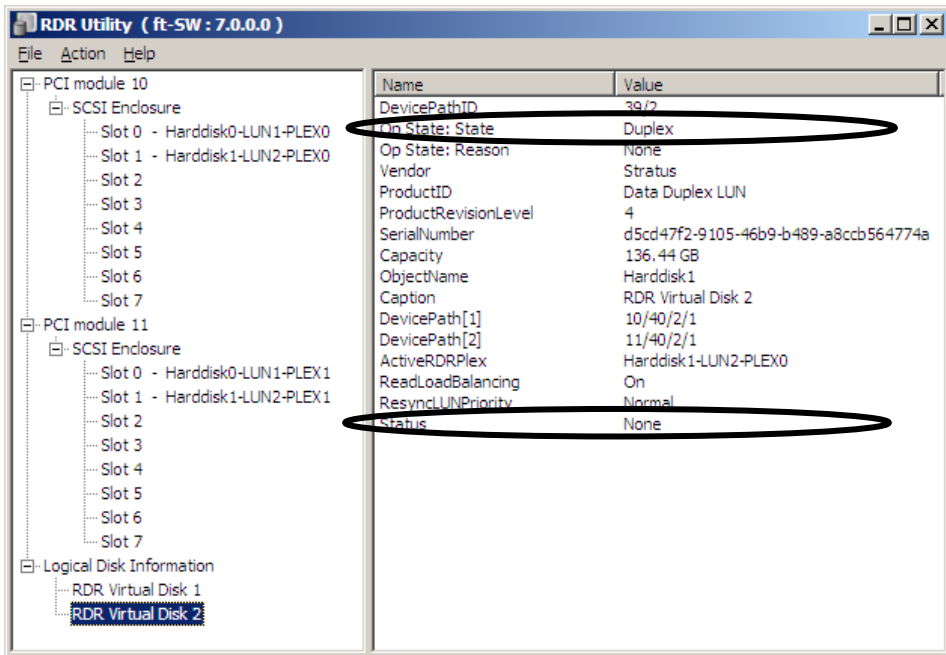 RDR Utility ( ft-SW : 7.0.0.0 )
File Action Help
PCI module 10
SCSI Enclosure
Slot 0 - Harddisk0-LUN1-PLEX0
Slot 1 - Harddisk1-LUN2-PLEX0
Slot 2
Slot 3
Slot 4
Slot 5
Slot 6
Slot 7
PCI module 11
SCSI Enclosure
Slot 0 - Harddisk0-LUN1-PLEX1
Slot 1 - Harddisk1-LUN2-PLEX1
Slot 2
Slot 3
Slot 4
Slot 5
Slot 6
Slot 7
Logical Disk Information
RDR Virtual Disk 1
RDR Virtual Disk 2
Name Value
DevicePathID 39/2
Op State: State Duplex
Op State: Reason None
Vendor Stratus
ProductID Data Duplex LUN
ProductRevisionLevel 4
SerialNumber d5cd47f2-9105-46b9-b489-a8ccb564774a
Capacity 136.44 GB
ObjectName Harddisk1
Caption RDR Virtual Disk 2
DevicePath[1] 10/40/2/1
DevicePath[2] 11/40/2/1
ActiveRDRPlex Harddisk1-LUN2-PLEX0
ReadLoadBalancing On
ResyncLUNPriority Normal
Status None